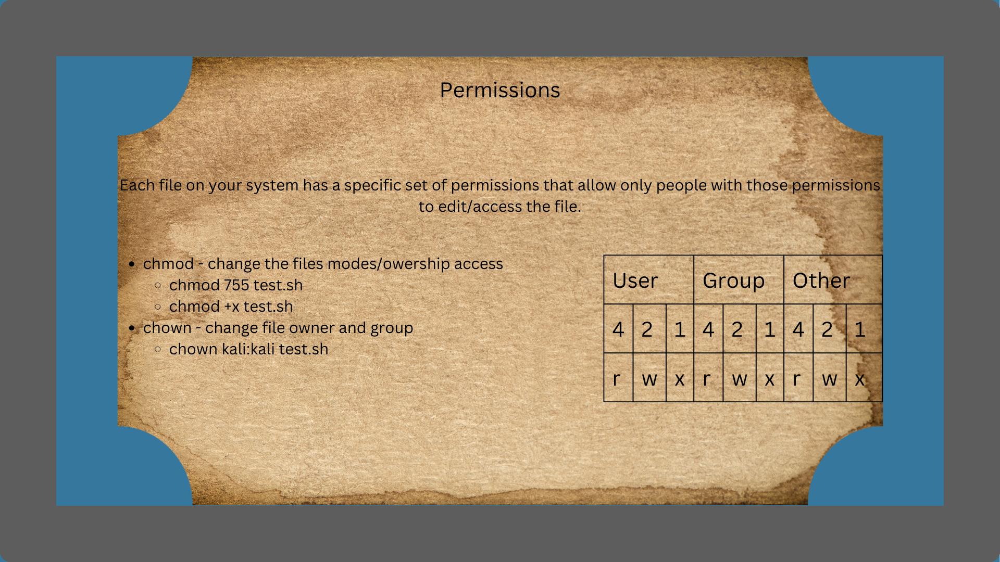 Permissions
Each file on your system has a specific set of permissions that allow only people with those permissions
to edit/access the file.
chmod - change the files modes/owership access
chmod 755 test.sh
chmod +x test.sh
chown - change file owner and group
chown kali:kali test.sh
User Group Other
4 2 1 4 2 1 4 2 1
r w x r w x r w x